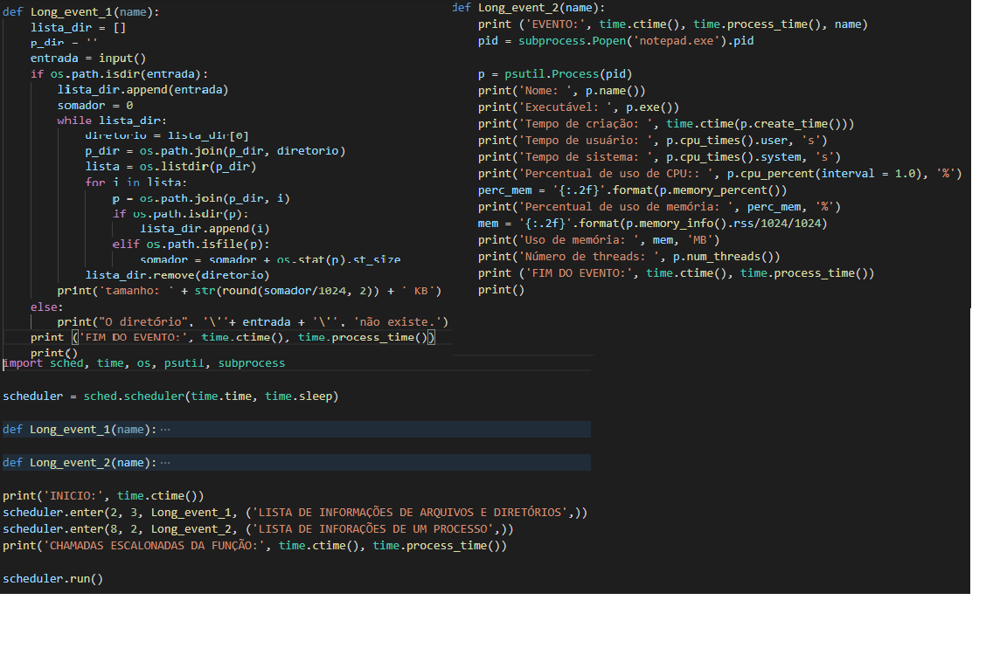 def Long_event_1(name):
    lista_dir = []
    p_dir = ''
    entrada = input()
    if os.path.isdir(entrada):
        lista_dir.append(entrada)
        somador = 0
        while lista_dir:
            diretorio = lista_dir[0]
            p_dir = os.path.join(p_dir, diretorio)
            lista = os.listdir(p_dir)
            for i in lista:
                p = os.path.join(p_dir, i)
                if os.path.isdir(p):
                    lista_dir.append(i)
                elif os.path.isfile(p):
                    somador = somador + os.stat(p).st_size
            lista_dir.remove(diretorio)
        print('tamanho: ' + str(round(somador/1024, 2)) + ' KB')
    else:
        print("O diretório", '\''+ entrada + '\'', 'não existe.')
    print ('FIM DO EVENTO:', time.ctime(), time.process_time())
    print()
def Long_event_2(name):
    print ('EVENTO:', time.ctime(), time.process_time(), name)
    pid = subprocess.Popen('notepad.exe').pid
    p = psutil.Process(pid)
    print('Nome: ', p.name())
    print('Executável: ', p.exe())
    print('Tempo de criação: ', time.ctime(p.create_time()))
    print('Tempo de usuário: ', p.cpu_times().user, 's')
    print('Tempo de sistema: ', p.cpu_times().system, 's')
    print('Percentual de uso de CPU:: ', p.cpu_percent(interval = 1.0), '%')
    perc_mem = '{:.2f}'.format(p.memory_percent())
    print('Percentual de uso de memória: ', perc_mem, '%')
    mem = '{:.2f}'.format(p.memory_info().rss/1024/1024)
    print('Uso de memória: ', mem, 'MB')
    print('Número de threads: ', p.num_threads())
    print ('FIM DO EVENTO:', time.ctime(), time.process_time())
    print()
import sched, time, os, psutil, subprocess
scheduler = sched.scheduler(time.time, time.sleep)
def Long_event_1(name): ···
def Long_event_2(name): ···
print('INICIO:', time.ctime())
scheduler.enter(2, 3, Long_event_1, ('LISTA DE INFORMAÇÕES DE ARQUIVOS E DIRETÓRIOS',))
scheduler.enter(8, 2, Long_event_2, ('LISTA DE INFORAÇÕES DE UM PROCESSO',))
print('CHAMADAS ESCALONADAS DA FUNÇÃO:', time.ctime(), time.process_time())
scheduler.run()